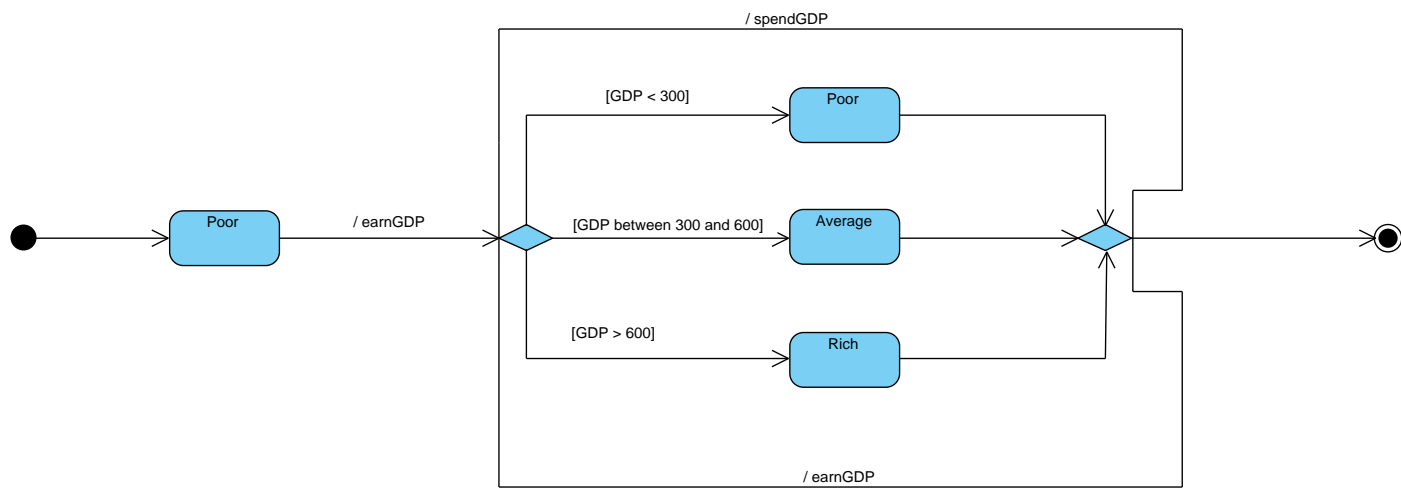 / spendGDP
[GDP < 300]
Poor
Poor
/ earnGDP
[GDP between 300 and 600]
Average
[GDP > 600]
Rich
/ earnGDP